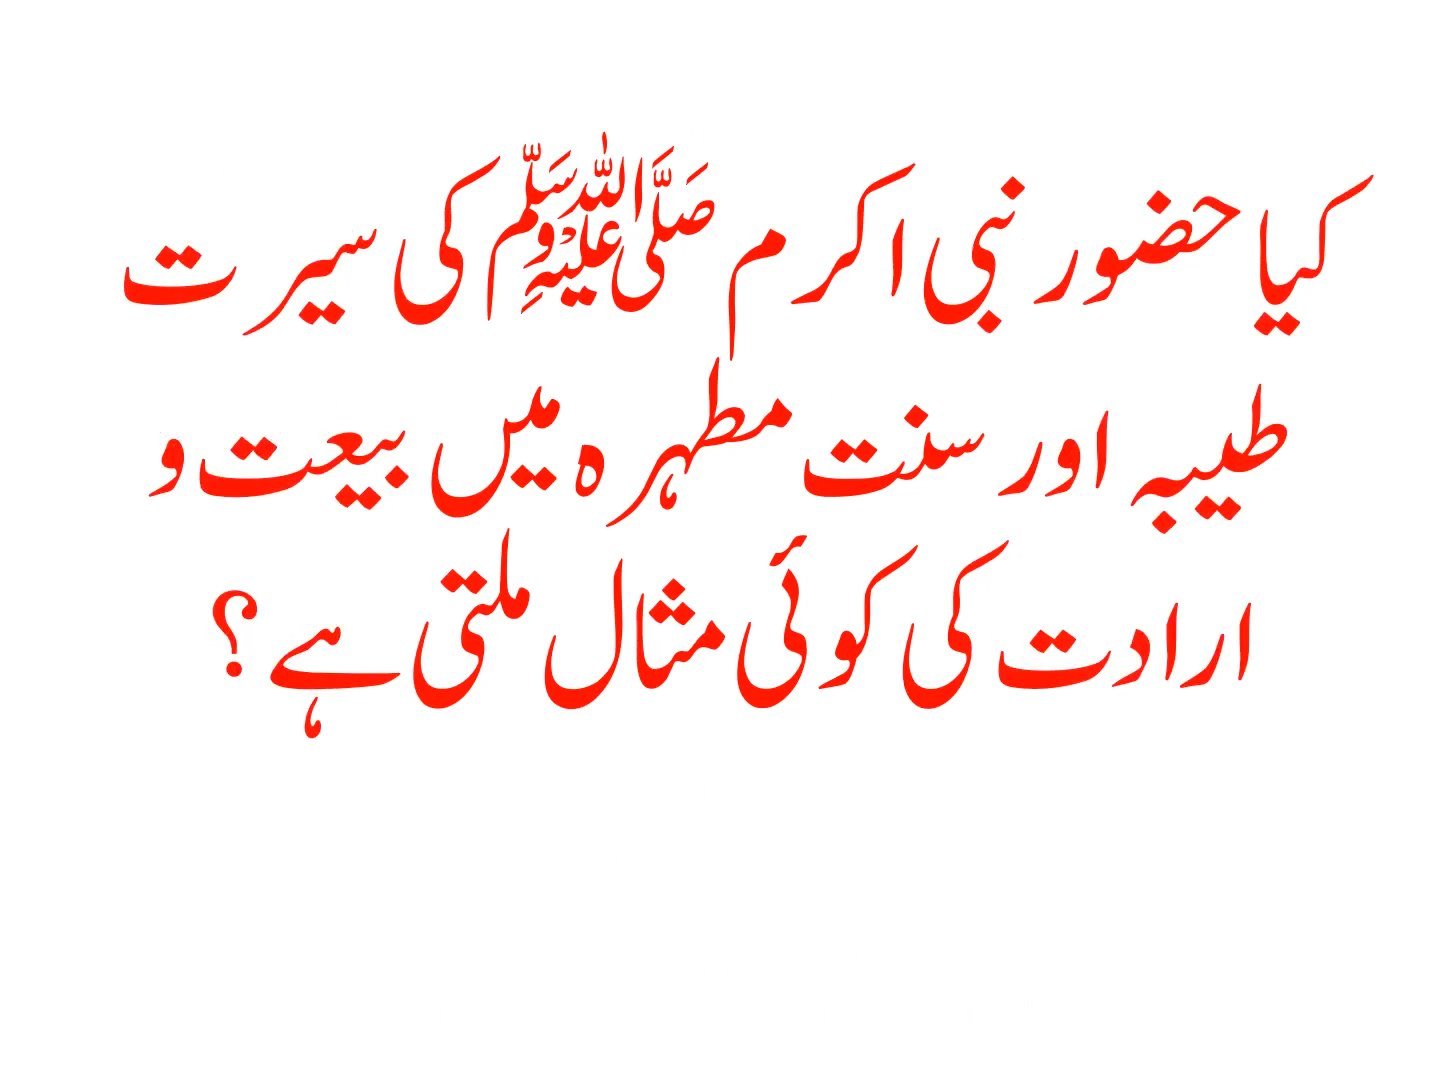 کیا حضور نبی اکرم ﷺ کی سیرت
طیبہ اور سنت مطہرہ میں بیعت و
ارادت کی کوئی مثال ملتی ہے؟